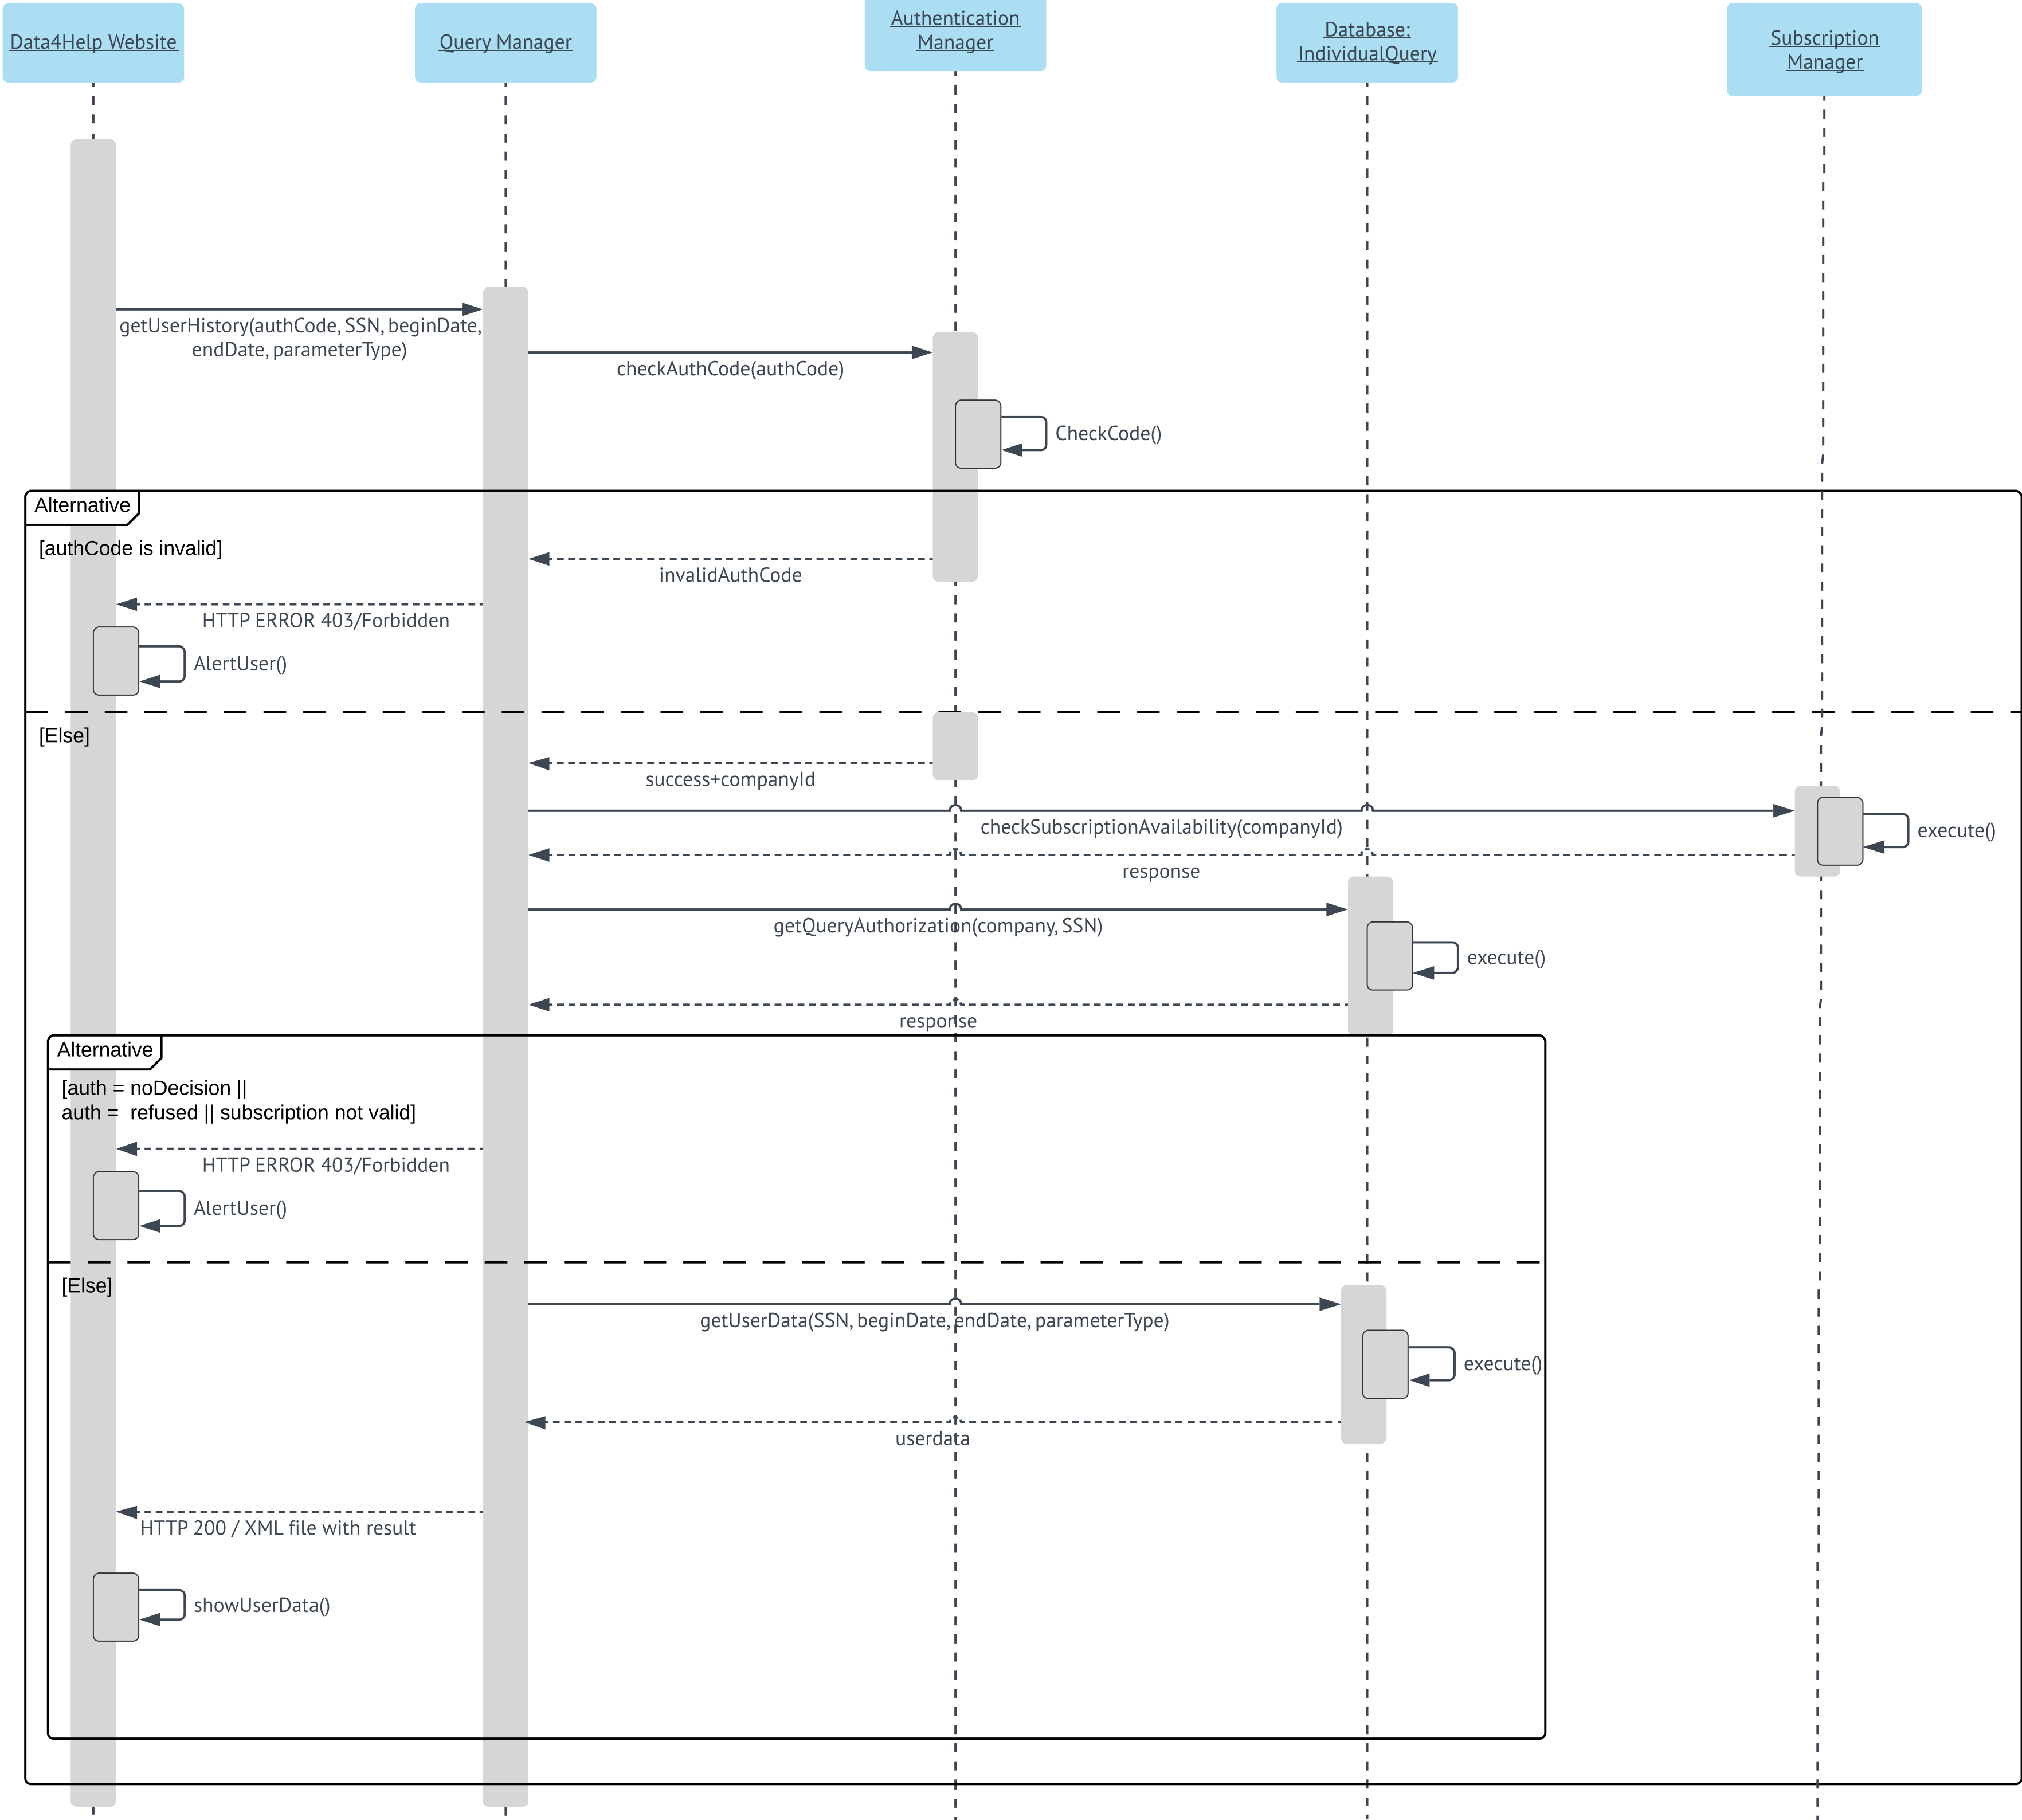 Data4Help Website
Query Manager
Authentication
Manager
Database:
IndividualQuery
Subscription
Manager
getUserHistory(authCode, SSN, beginDate,
endDate, parameterType)
checkAuthCode(authCode)
CheckCode()
Alternative
[authCode is invalid]
invalidAuthCode
HTTP ERROR 403/Forbidden
AlertUser()
[Else]
success+companyId
checkSubscriptionAvailability(companyId)
execute()
response
getQueryAuthorization(company, SSN)
execute()
response
Alternative
[auth = noDecision ||
auth =  refused || subscription not valid]
HTTP ERROR 403/Forbidden
AlertUser()
[Else]
getUserData(SSN, beginDate, endDate, parameterType)
execute()
userdata
HTTP 200 / XML file with result
showUserData()